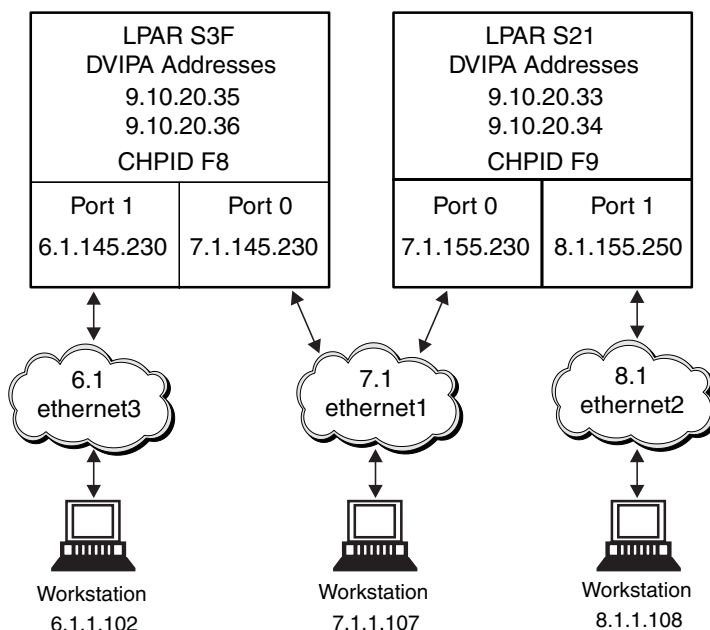 LPAR S3F
DVIPA Addresses
9.10.20.35
9.10.20.36
CHPID F8
Port 1
6.1.145.230
Port 0
7.1.145.230
LPAR S21
DVIPA Addresses
9.10.20.33
9.10.20.34
CHPID F9
Port 0
7.1.155.230
Port 1
8.1.155.250
6.1
ethernet3
7.1
ethernet1
8.1
ethernet2
Workstation
6.1.1.102
Workstation
7.1.1.107
Workstation
8.1.1.108